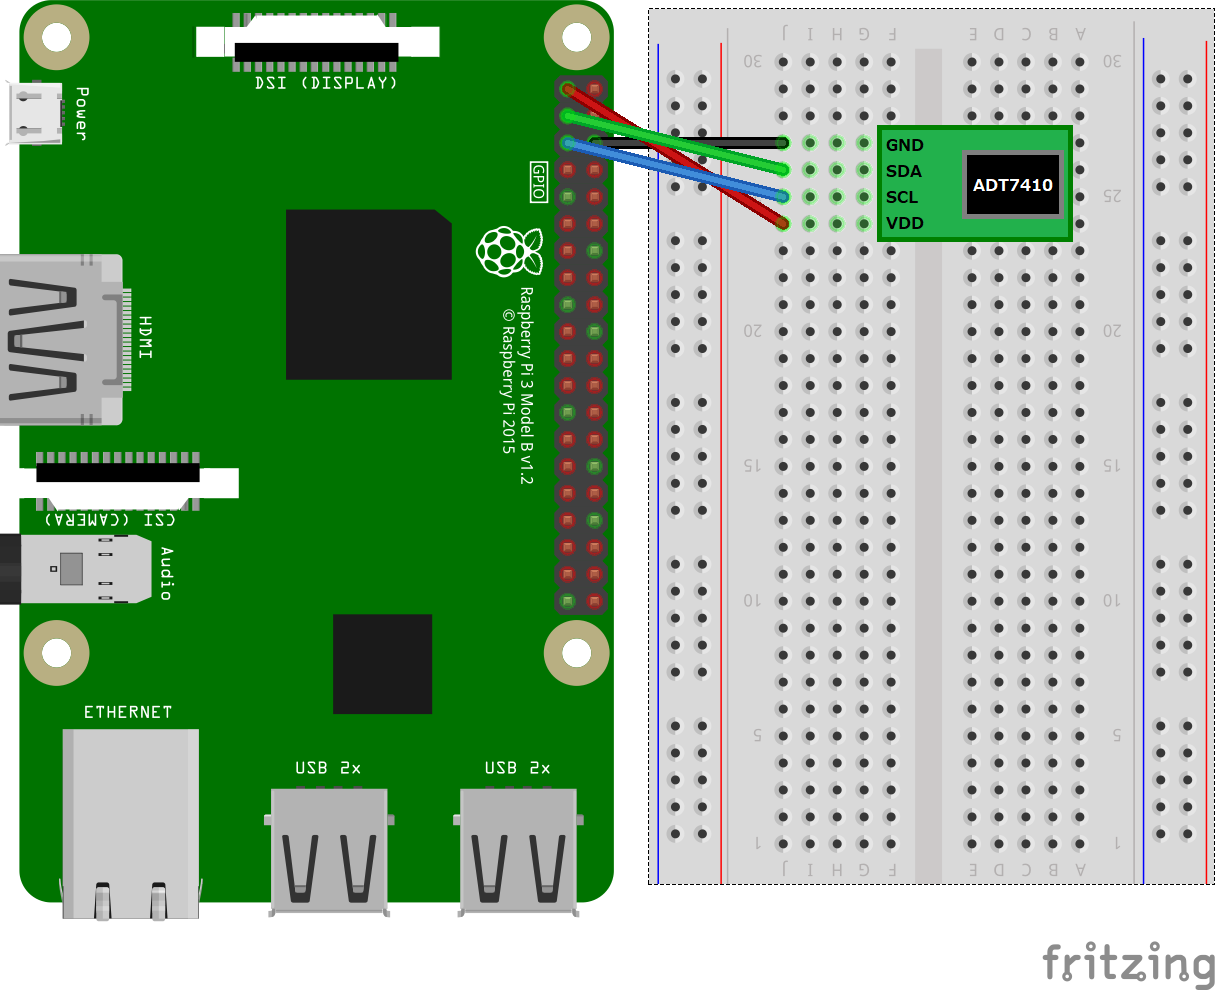 DSI (DISPLAY)
Power
GPIO
HDMI
Raspberry Pi 3 Model B v1.2
© Raspberry Pi 2015
CSI (CAMERA)
Audio
ETHERNET
USB 2x
USB 2x
J I H G F E D C B A
30 30
GND
SDA
ADT7410
SCL
VDD
25
20 20
15 15
10 10
5 5
1 1
J I H G F E D C B A
fritzing